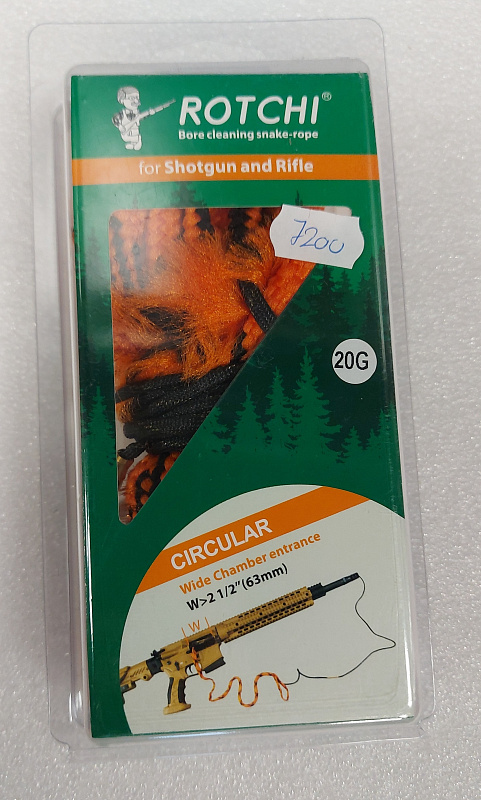 ROTCHI®
Bore cleaning snake-rope
for Shotgun and Rifle
7200
20G
CIRCULAR
Wide Chamber entrance
W>2 1/2"(63mm)
W